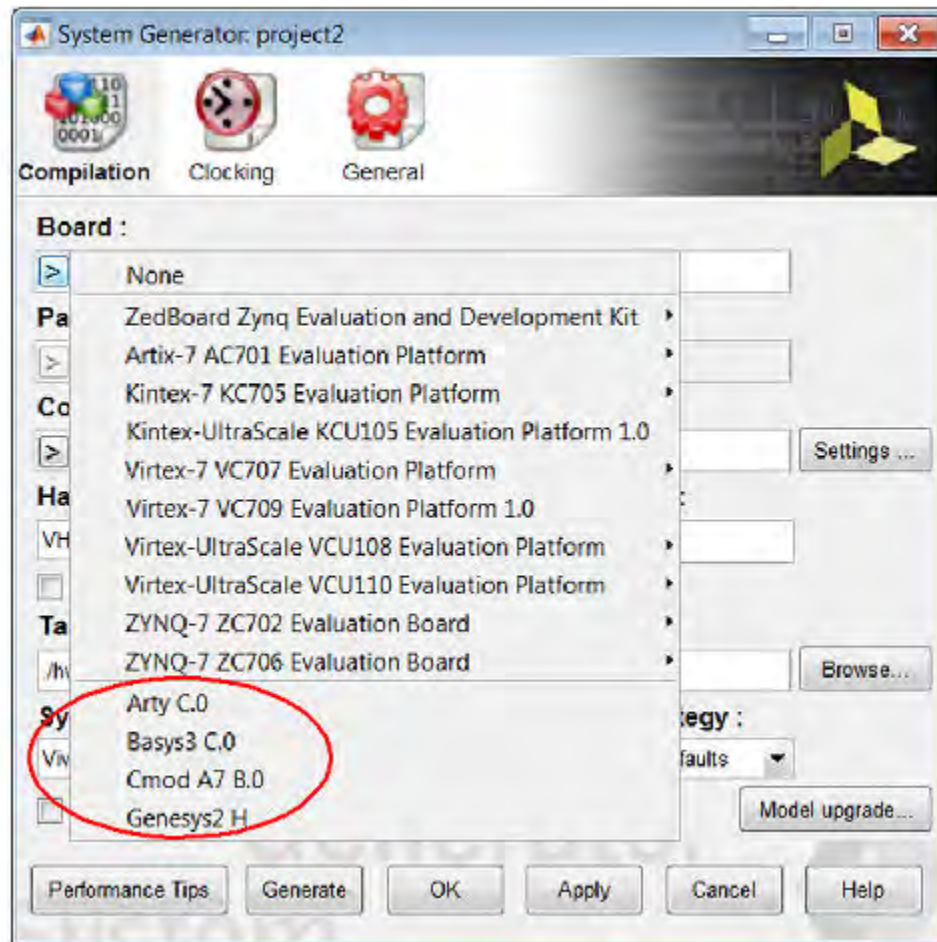 System Generator: project2
Compilation Clocking General
Board :
> None
Pa ZedBoard Zynq Evaluation and Development Kit
> Artix-7 AC701 Evaluation Platform
Co Kintex-7 KC705 Evaluation Platform
Kintex-UltraScale KCU105 Evaluation Platform 1.0
> Virtex-7 VC707 Evaluation Platform Settings ...
Ha Virtex-7 VC709 Evaluation Platform 1.0 :
VH Virtex-UltraScale VCU108 Evaluation Platform
Virtex-UltraScale VCU110 Evaluation Platform
Ta ZYNQ-7 ZC702 Evaluation Board
/h ZYNQ-7 ZC706 Evaluation Board Browse...
Sy Arty C.0 tegy :
Viv Basys3 C.0 faults
Cmod A7 B.0
Genesys2 H Model upgrade...
Performance Tips Generate OK Apply Cancel Help